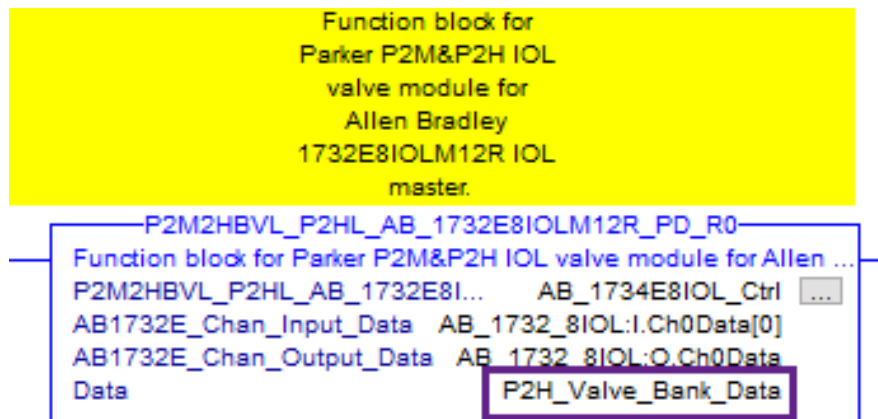 Function block for
Parker P2M&P2H IOL
valve module for
Allen Bradley
1732E8IOLM12R IOL
master.
P2M2HBVL_P2HL_AB_1732E8IOLM12R_PD_R0
Function block for Parker P2M&P2H IOL valve module for Allen ...
P2M2HBVL_P2HL_AB_1732E8I... AB_1734E8IOL_Ctrl ...
AB1732E_Chan_Input_Data AB_1732_8IOL:I.Ch0Data[0]
AB1732E_Chan_Output_Data AB_1732_8IOL:O.Ch0Data
Data P2H_Valve_Bank_Data